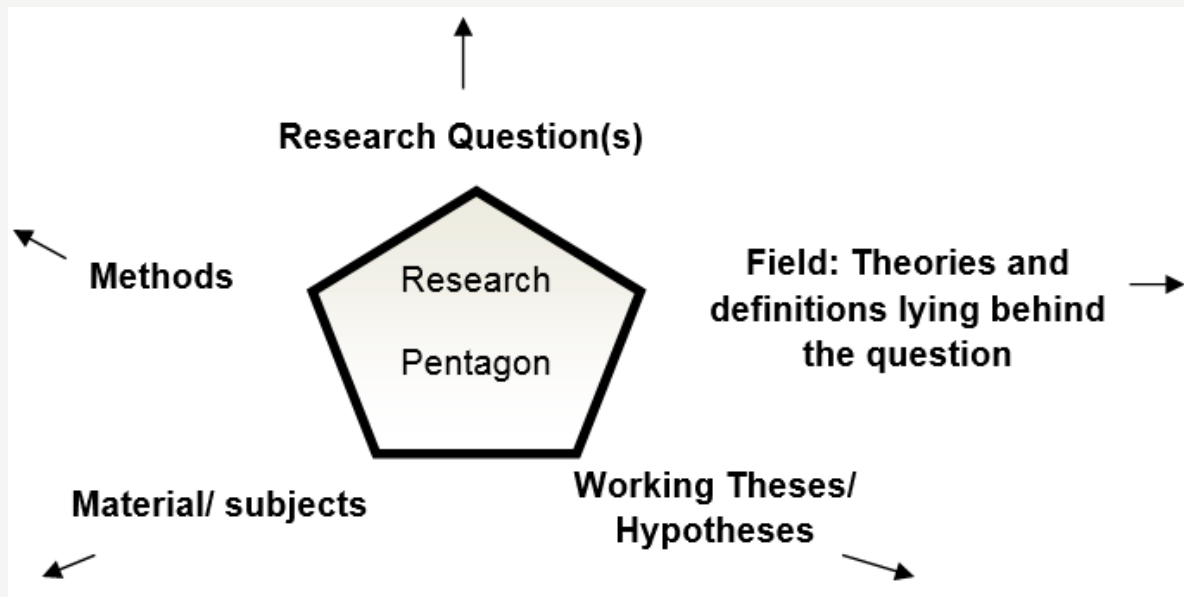 Research Question(s)
Methods
Research
Pentagon
Field: Theories and
definitions lying behind
the question
Material/ subjects
Working Theses/
Hypotheses